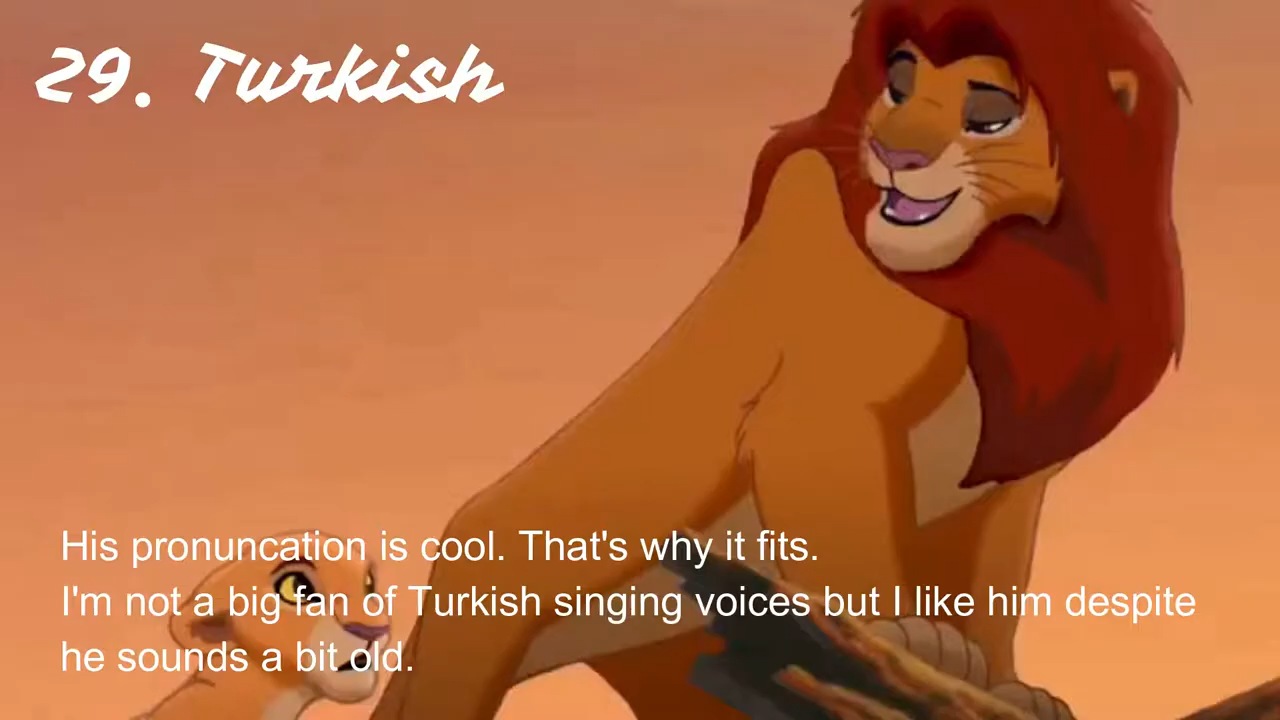 29. Turkish
His pronuncation is cool. That's why it fits.
I'm not a big fan of Turkish singing voices but I like him despite
he sounds a bit old.